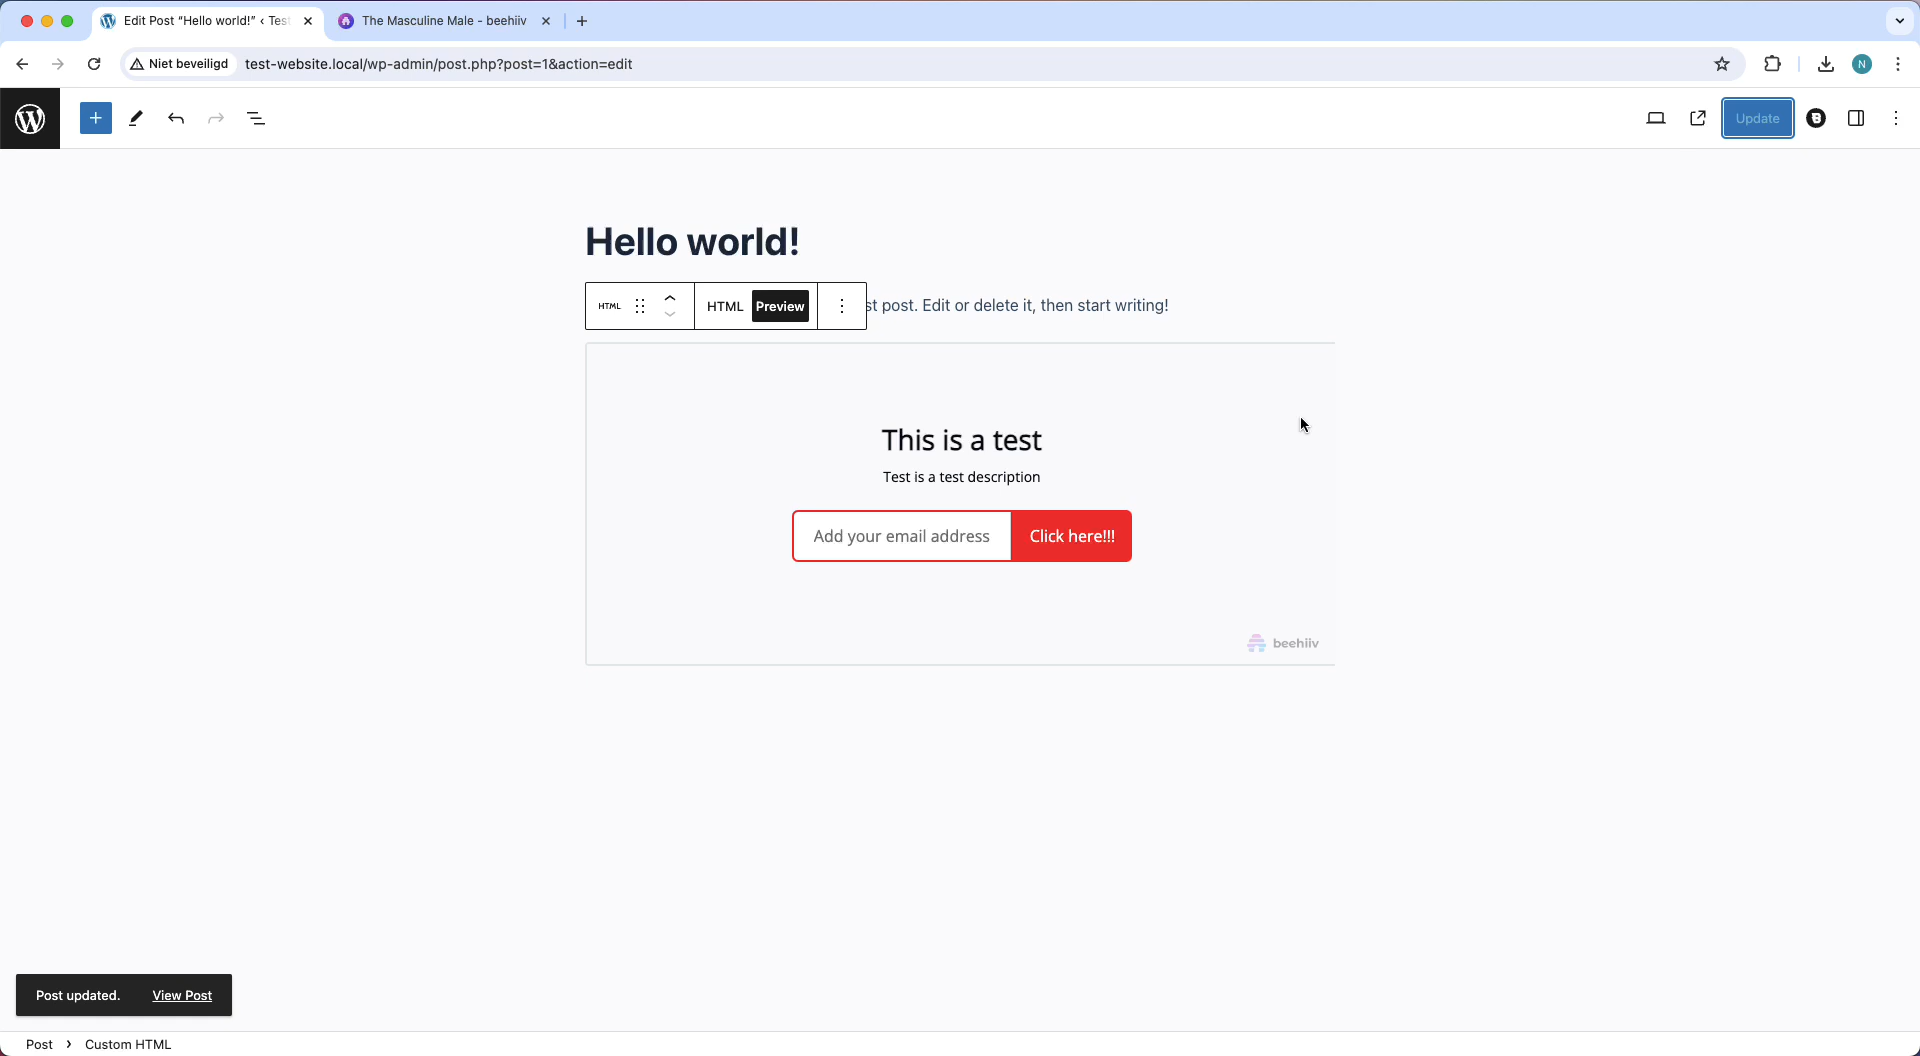 Edit Post “Hello world!” ‹ Test
The Masculine Male - beehiiv
Niet beveiligd
test-website.local/wp-admin/post.php?post=1&action=edit
N
Update
Hello world!
HTML
HTML
Preview
st post. Edit or delete it, then start writing!
This is a test
Test is a test description
Add your email address
Click here!!!
beehiiv
Post updated.
View Post
Post › Custom HTML